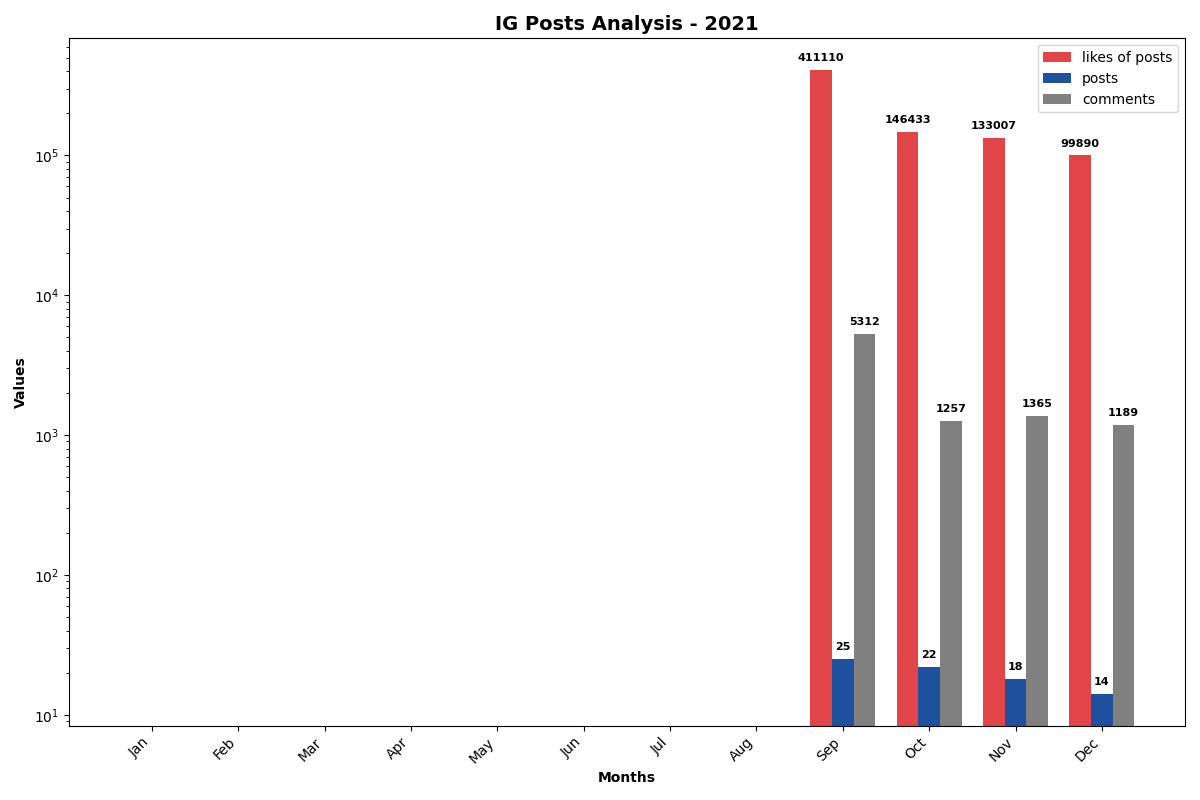 IG Posts Analysis - 2021
likes of posts
posts
comments
411110
146433
133007
99890
5312
1257
1365
1189
25
22
18
14
10^5
10^4
10^3
10^2
10^1
Values
Jan
Feb
Mar
Apr
May
Jun
Jul
Aug
Sep
Oct
Nov
Dec
Months